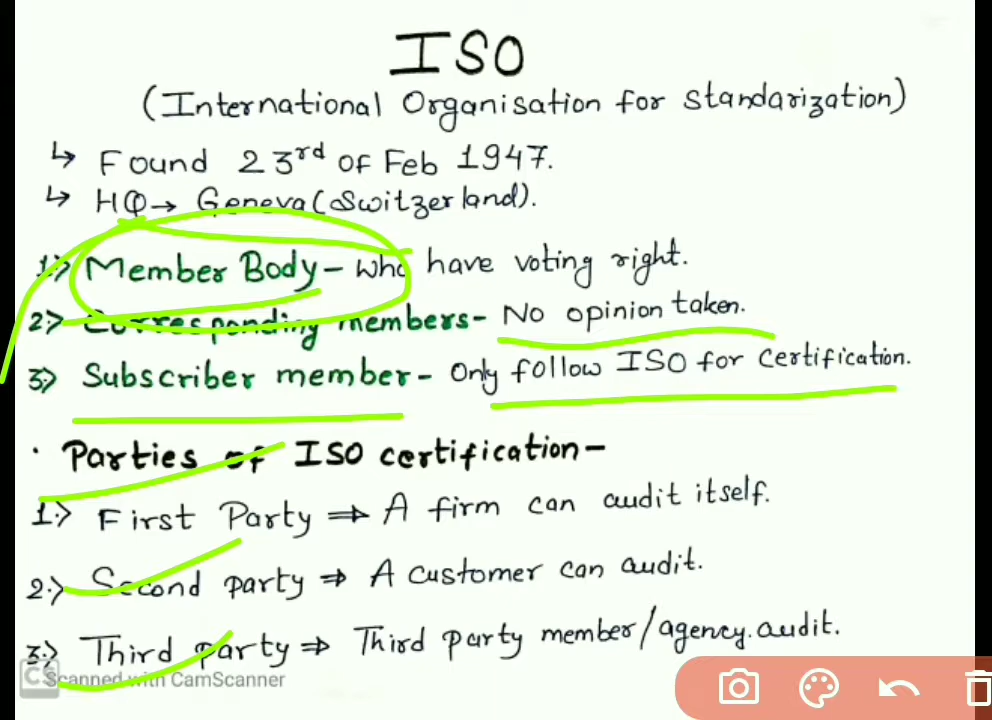 ISO
(International Organisation for standarization)
↳ Found 23rd of Feb 1947.
↳ HQ → Geneva (Switzerland).
1:) Member Body - who have voting right.
2:) Corresponding members - No opinion taken.
3:) Subscriber member - Only follow ISO for certification.
· Parties of ISO certification -
1:) First Party ⇒ A firm can audit itself.
2:) Second party ⇒ A customer can audit.
3:) Third party ⇒ Third party member/agency.audit.
CS Scanned with CamScanner